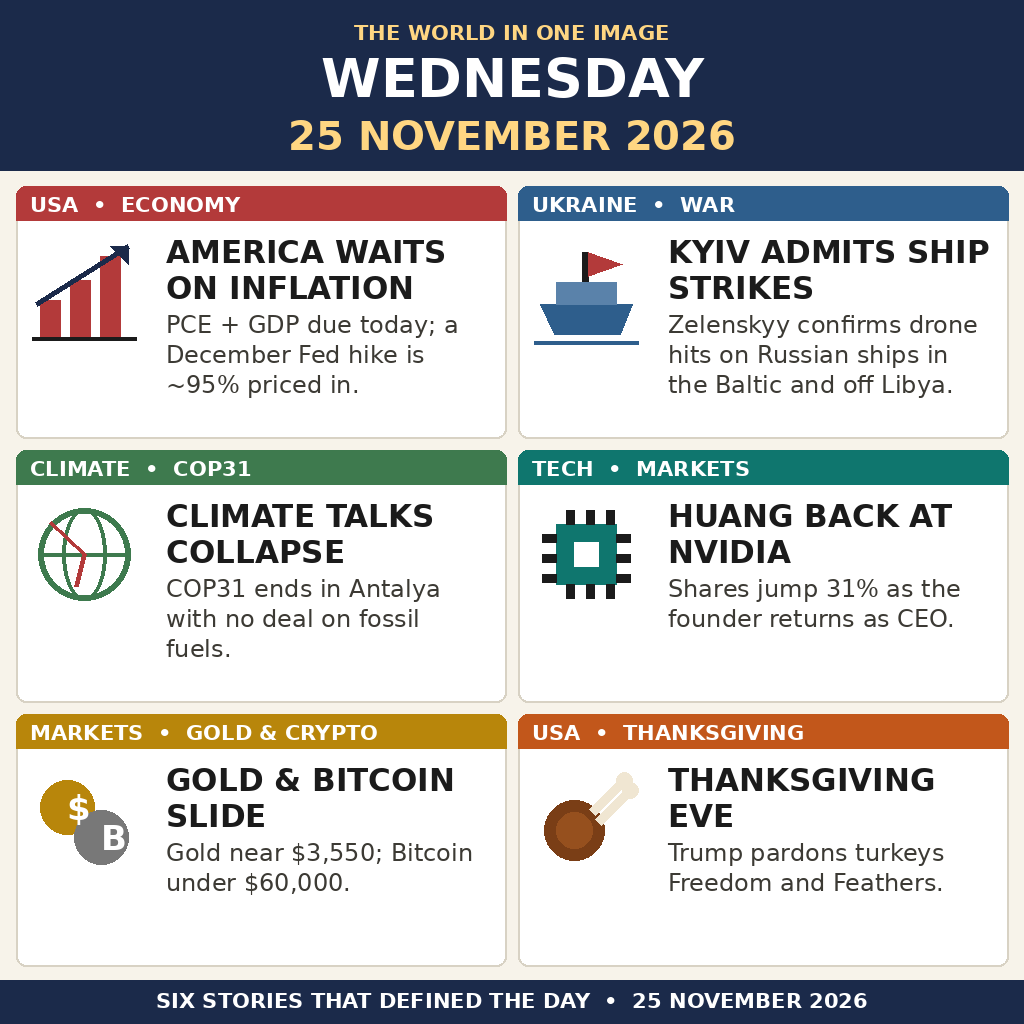 THE WORLD IN ONE IMAGE
WEDNESDAY
25 NOVEMBER 2026
USA • ECONOMY
AMERICA WAITS
ON INFLATION
PCE + GDP due today; a
December Fed hike is
~95% priced in.
UKRAINE • WAR
KYIV ADMITS SHIP
STRIKES
Zelenskyy confirms drone
hits on Russian ships in
the Baltic and off Libya.
CLIMATE • COP31
CLIMATE TALKS
COLLAPSE
COP31 ends in Antalya
with no deal on fossil
fuels.
TECH • MARKETS
HUANG BACK AT
NVIDIA
Shares jump 31% as the
founder returns as CEO.
MARKETS • GOLD & CRYPTO
$
B
GOLD & BITCOIN
SLIDE
Gold near $3,550; Bitcoin
under $60,000.
USA • THANKSGIVING
THANKSGIVING
EVE
Trump pardons turkeys
Freedom and Feathers.
SIX STORIES THAT DEFINED THE DAY • 25 NOVEMBER 2026